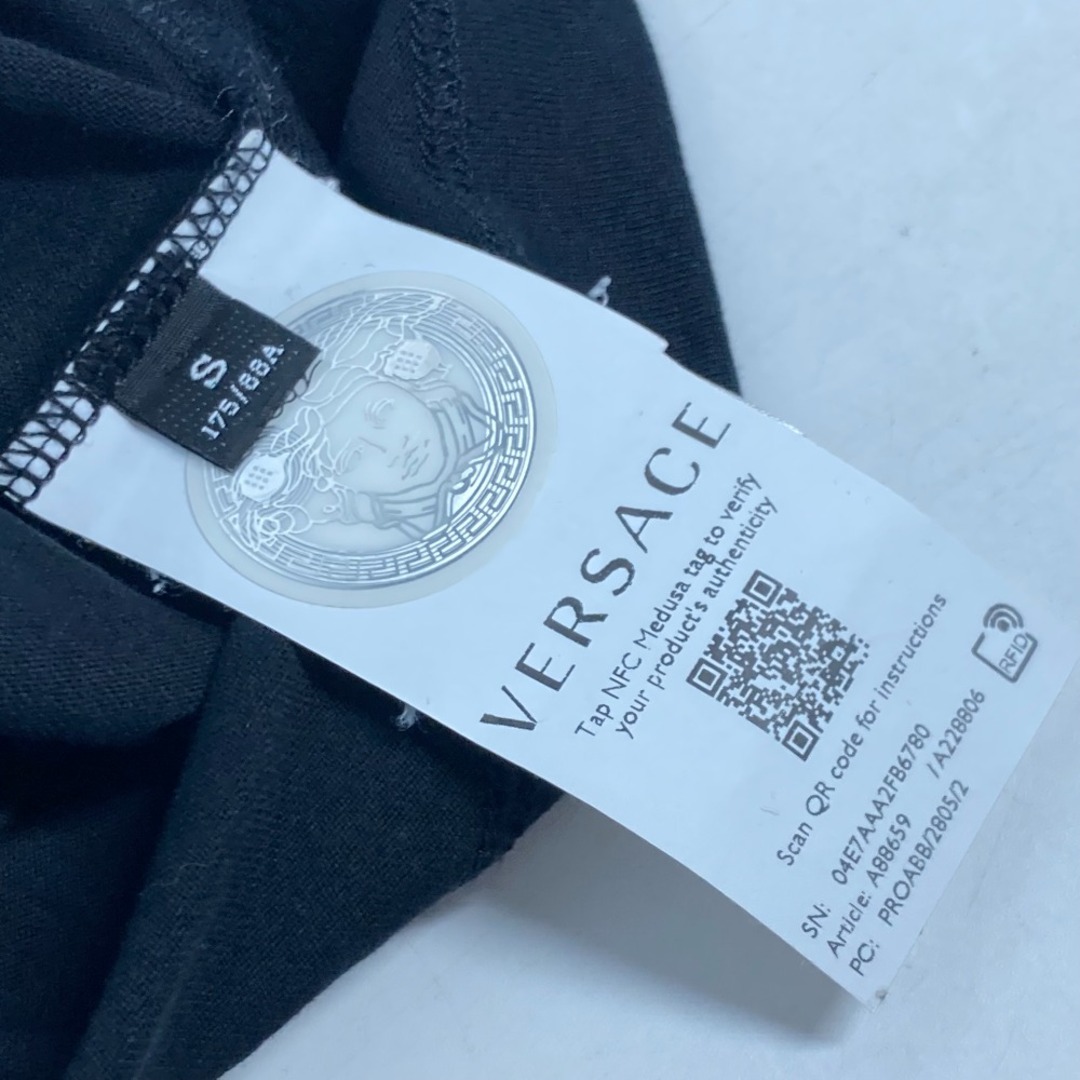 S
175/88A
VERSACE
Tap NFC Medusa tag to verify
your product's authenticity
Scan QR code for instructions
RFID
SN: 04E7AAA2FB6780
Article: A88659 /A228806
PC: PROABB/2805/2